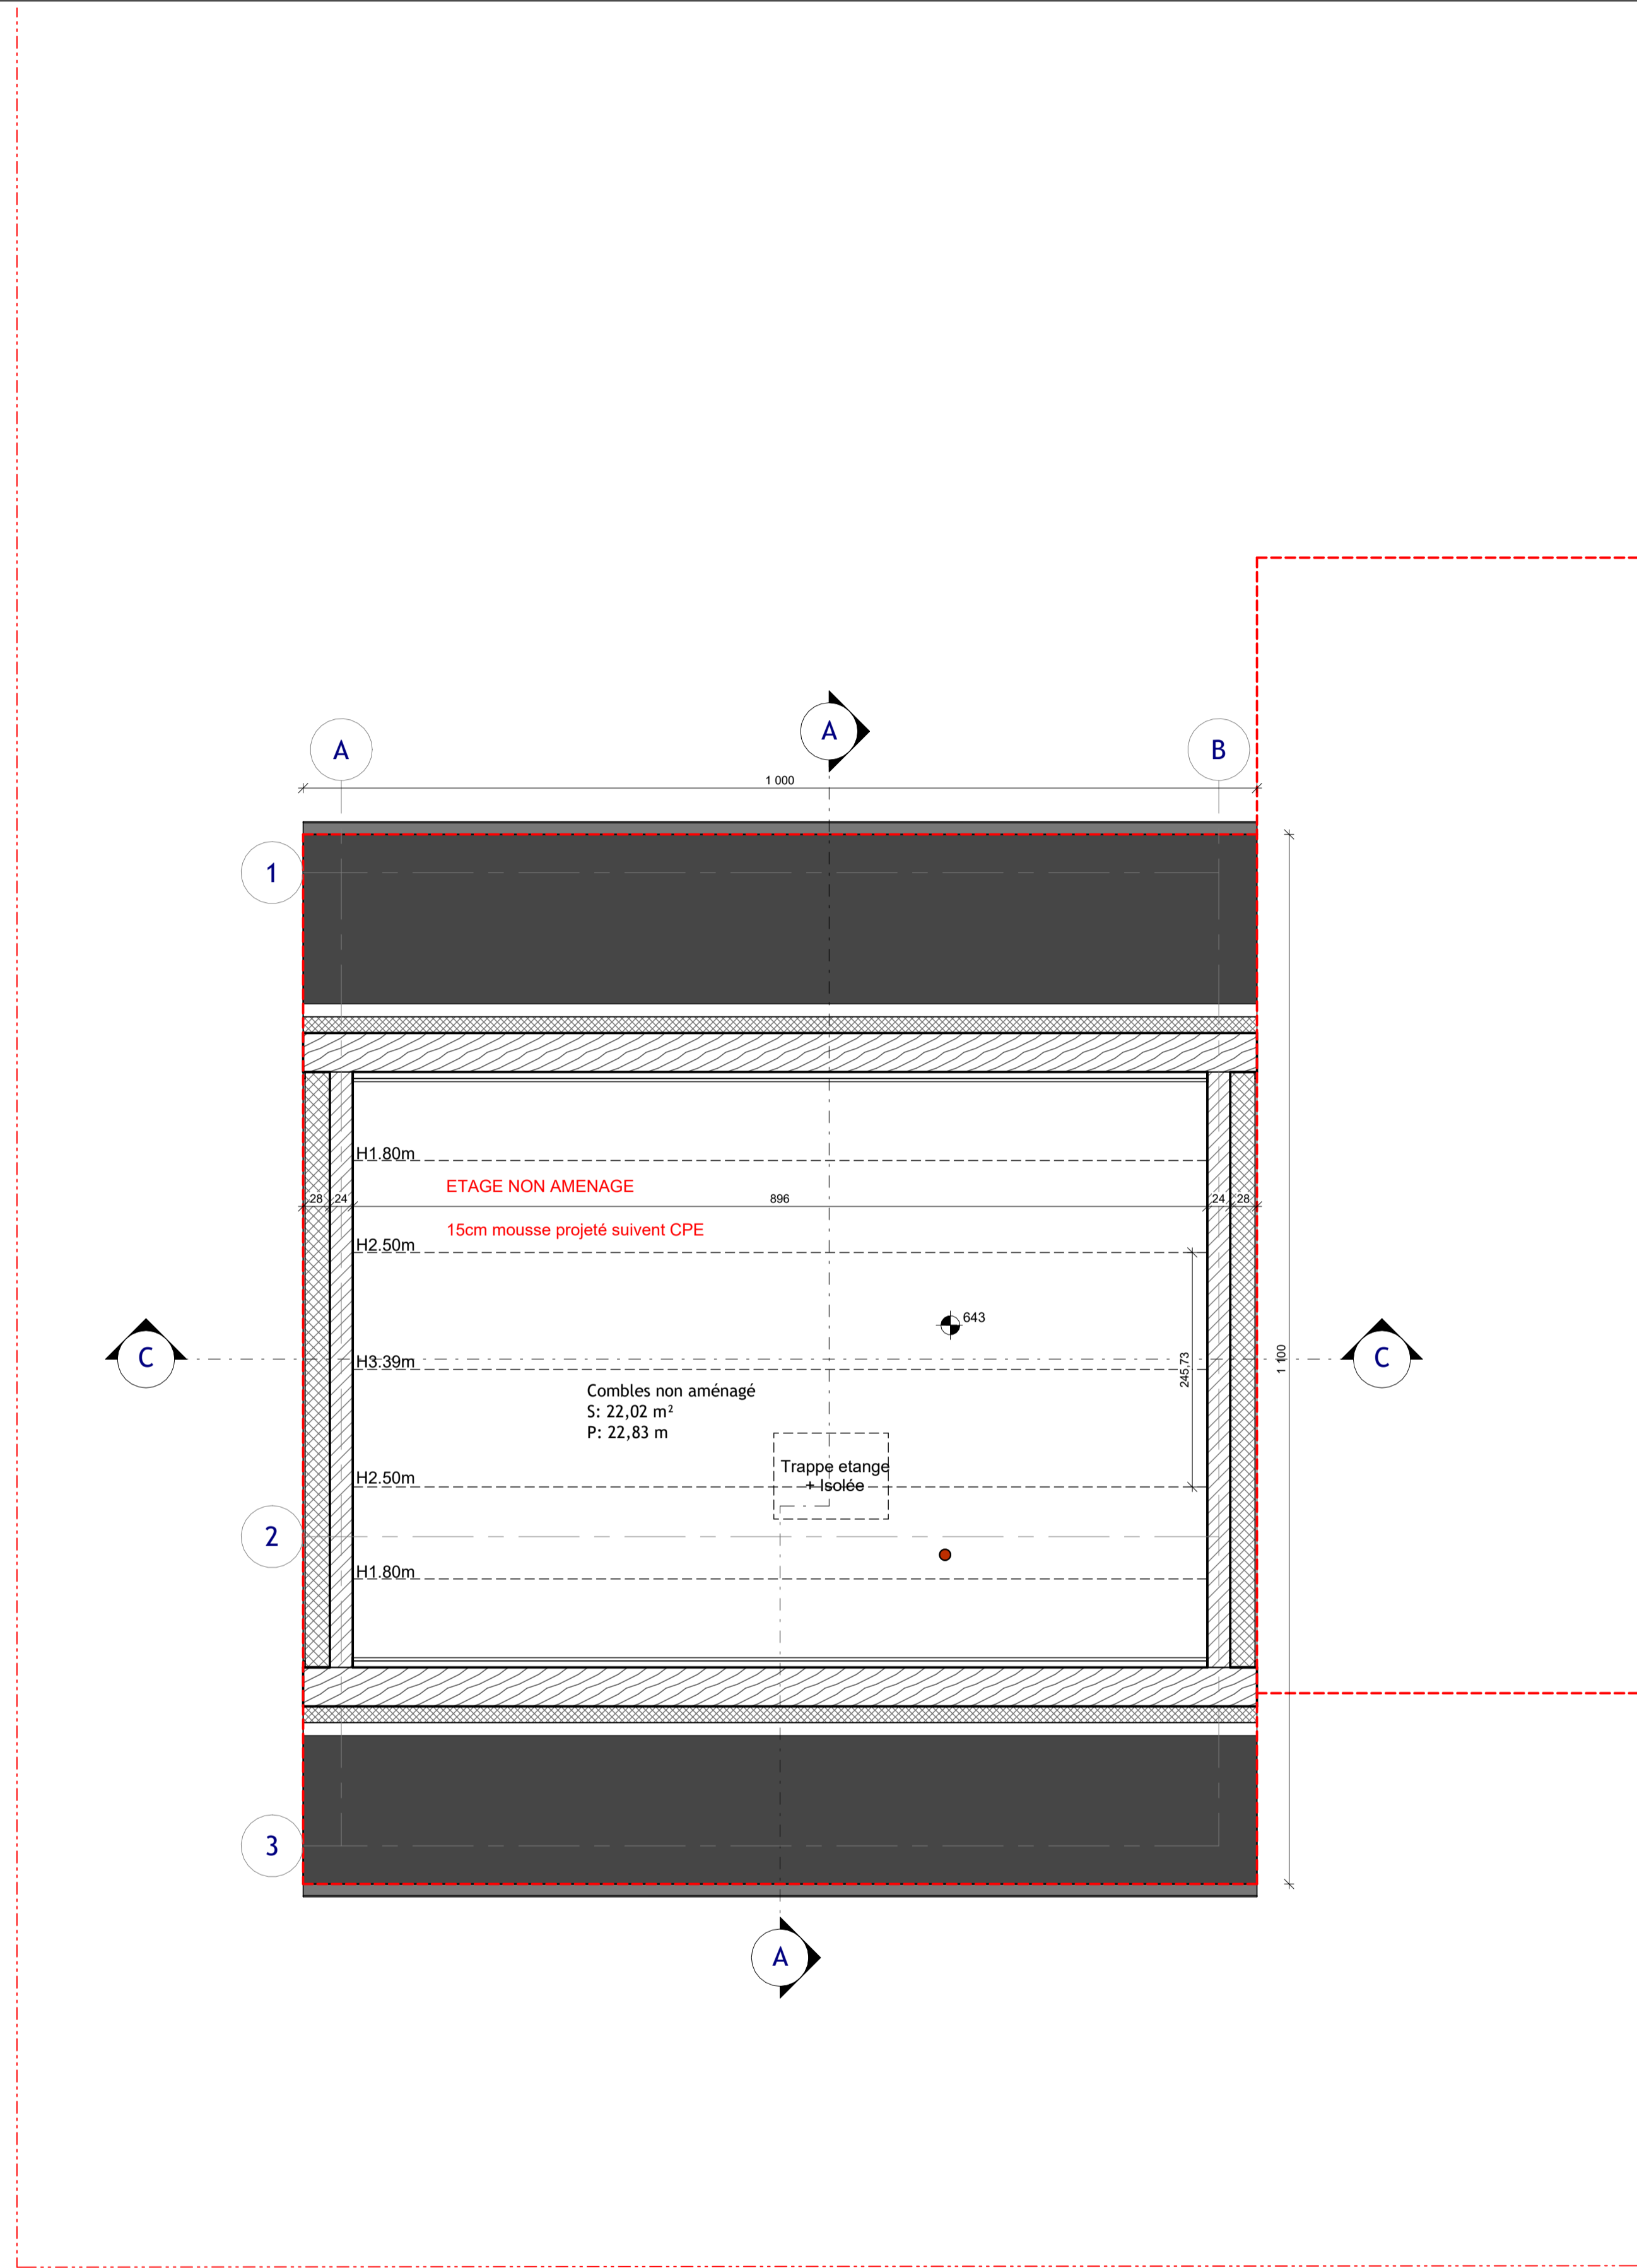 A
A
B
1 000
1
H1.80m
ETAGE NON AMENAGE
28
24
896
24
28
15cm mousse projeté suivent CPE
H2.50m
643
C
C
H3.39m
245.73
1 100
Combles non aménagé
S: 22,02 m²
P: 22,83 m
Trappe etange
+ Isolée
H2.50m
2
H1.80m
3
A